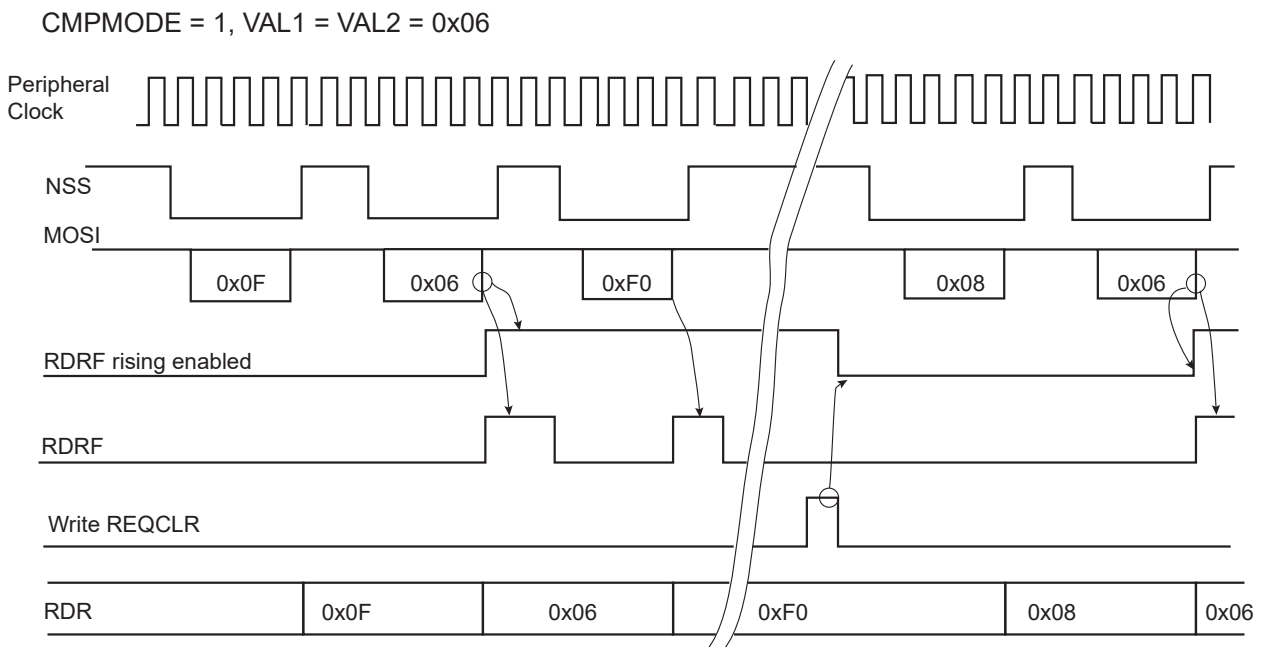 CMPMODE = 1, VAL1 = VAL2 = 0x06
Peripheral
Clock
NSS
MOSI
0x0F 0x06 0xF0 0x08 0x06
RDRF rising enabled
RDRF
Write REQCLR
RDR 0x0F 0x06 0xF0 0x08 0x06